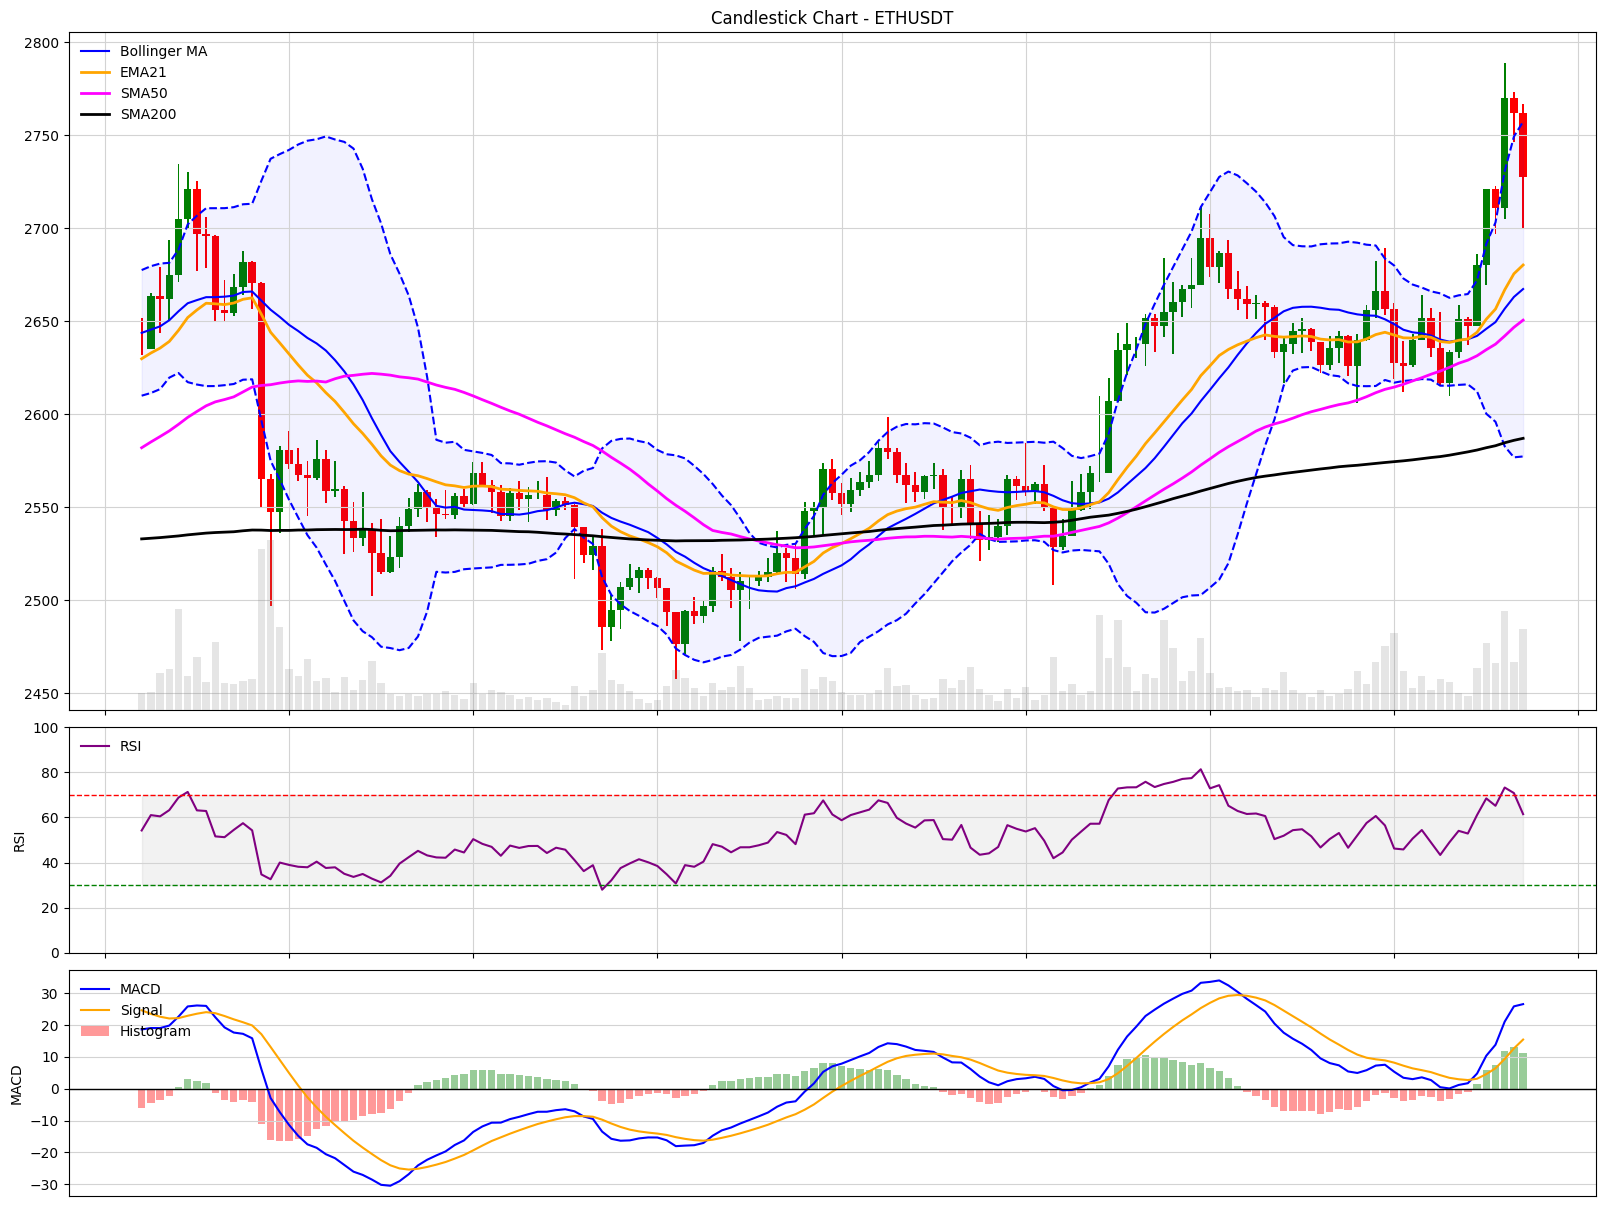 Candlestick Chart - ETHUSDT
2800
2750
2700
2650
2600
2550
2500
2450
Bollinger MA
EMA21
SMA50
SMA200
100
80
60
40
20
0
RSI
RSI
30
20
10
0
−10
−20
−30
MACD
MACD
Signal
Histogram